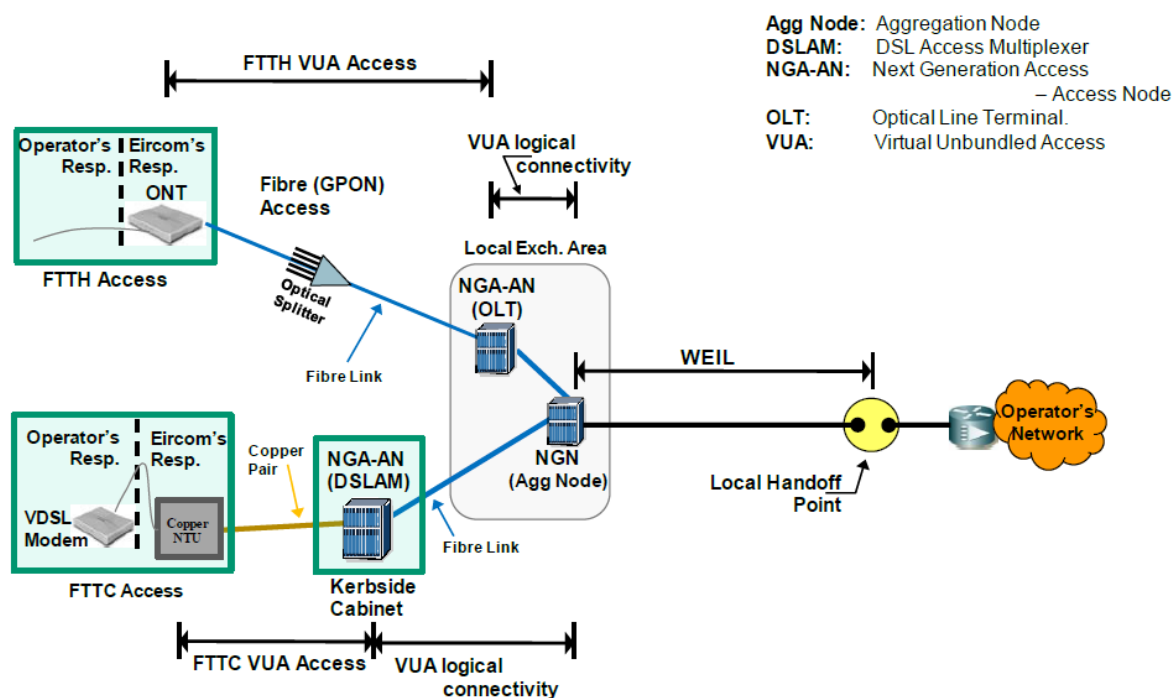 Agg Node: Aggregation Node
DSLAM: DSL Access Multiplexer
NGA-AN: Next Generation Access
– Access Node
OLT: Optical Line Terminal.
VUA: Virtual Unbundled Access
FTTH VUA Access
VUA logical
connectivity
Operator's
Resp.
Eircom's
Resp.
ONT
Fibre (GPON)
Access
FTTH Access
Optical
Splitter
Fibre Link
Local Exch. Area
NGA-AN
(OLT)
WEIL
NGN
(Agg Node)
Operator's
Network
Local Handoff
Point
Operator's
Resp.
Eircom's
Resp.
Copper
Pair
NGA-AN
(DSLAM)
VDSL
Modem
Copper
NTU
Fibre Link
FTTC Access
Kerbside
Cabinet
FTTC VUA Access
VUA logical
connectivity